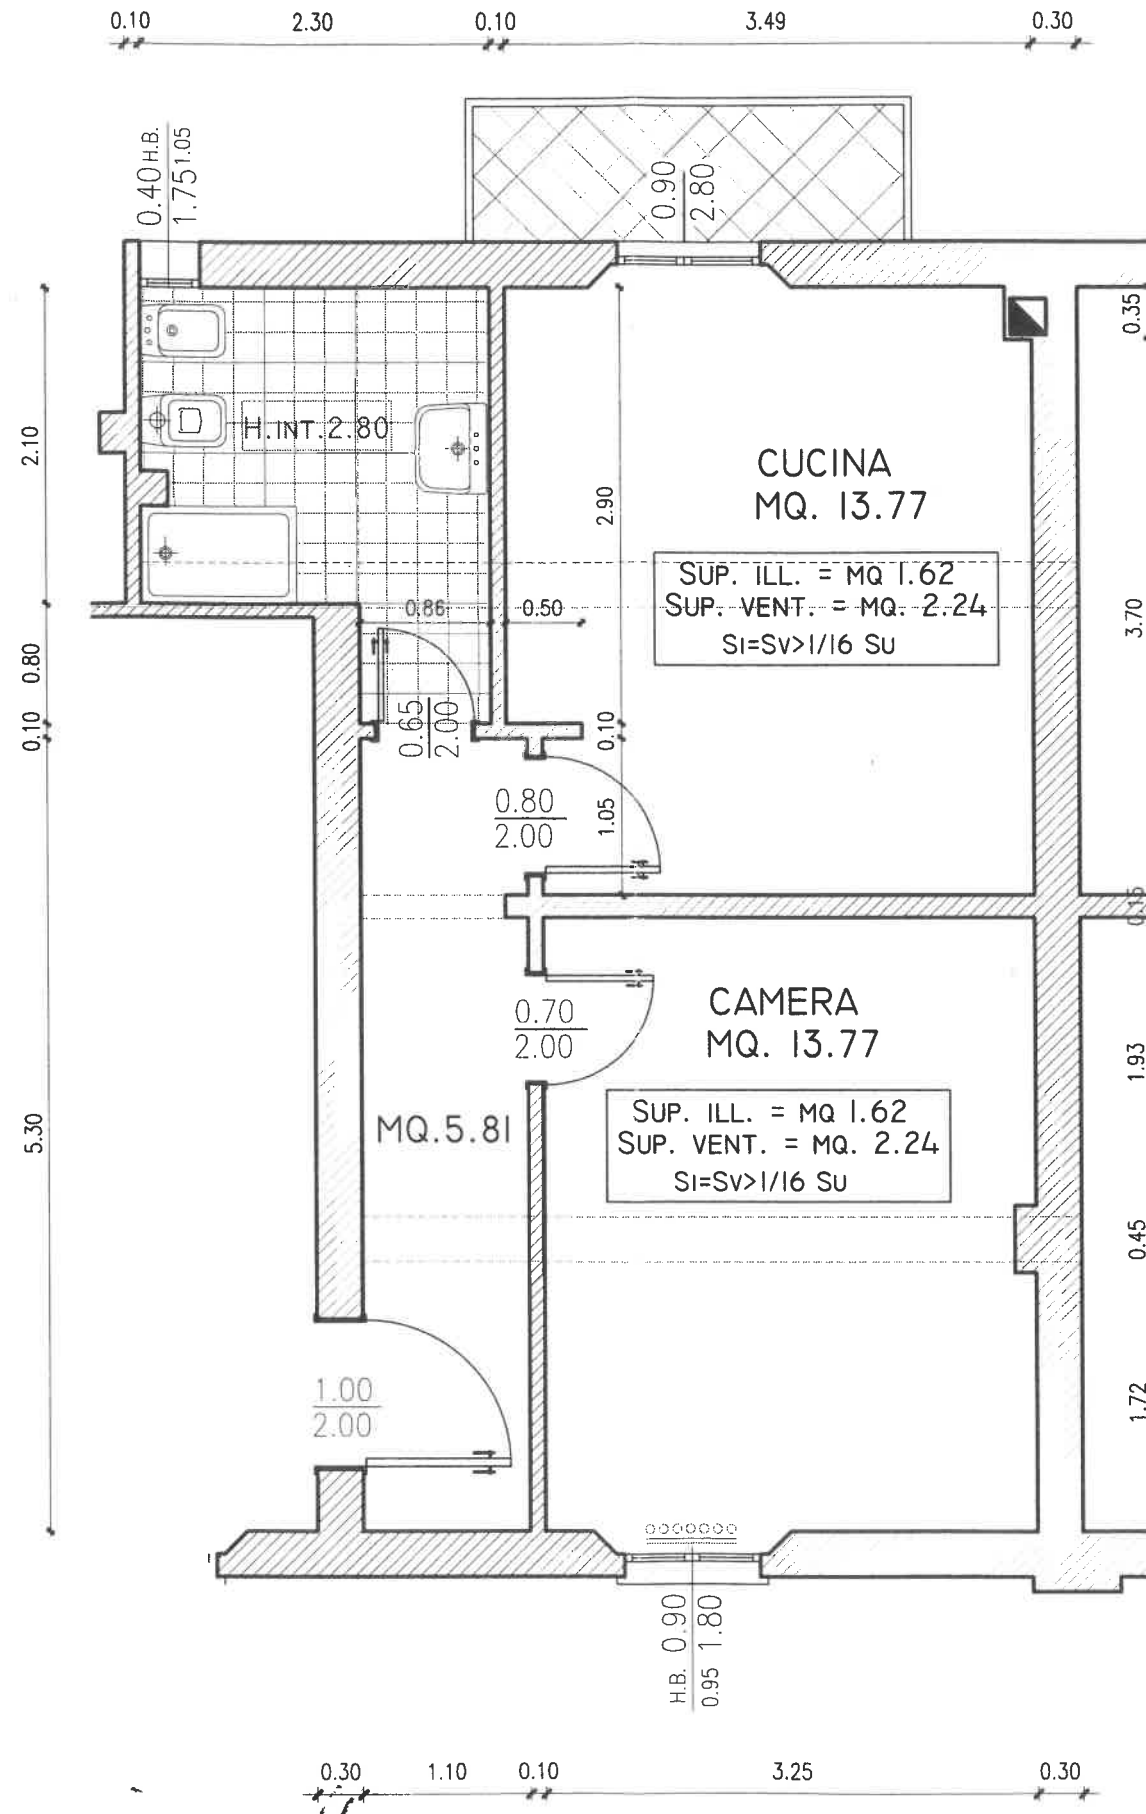 0.10 2.30 0.10 3.49 0.30
0.40 H.B.
1.75 1.05
0.90
2.80
0.35
2.10
H.INT.2.80
CUCINA
MQ. 13.77
2.90
SUP. ILL. = MQ 1.62
SUP. VENT. = MQ. 2.24
SI=SV>1/16 SU
3.70
0.86 0.50
0.80
0.65
2.00
0.10
0.10
0.80
2.00
1.05
0.15
CAMERA
MQ. 13.77
0.70
2.00
1.93
SUP. ILL. = MQ 1.62
SUP. VENT. = MQ. 2.24
SI=SV>1/16 SU
MQ.5.81
5.30
0.45
1.00
2.00
1.72
H.B. 0.90
0.95 1.80
0.30 1.10 0.10 3.25 0.30